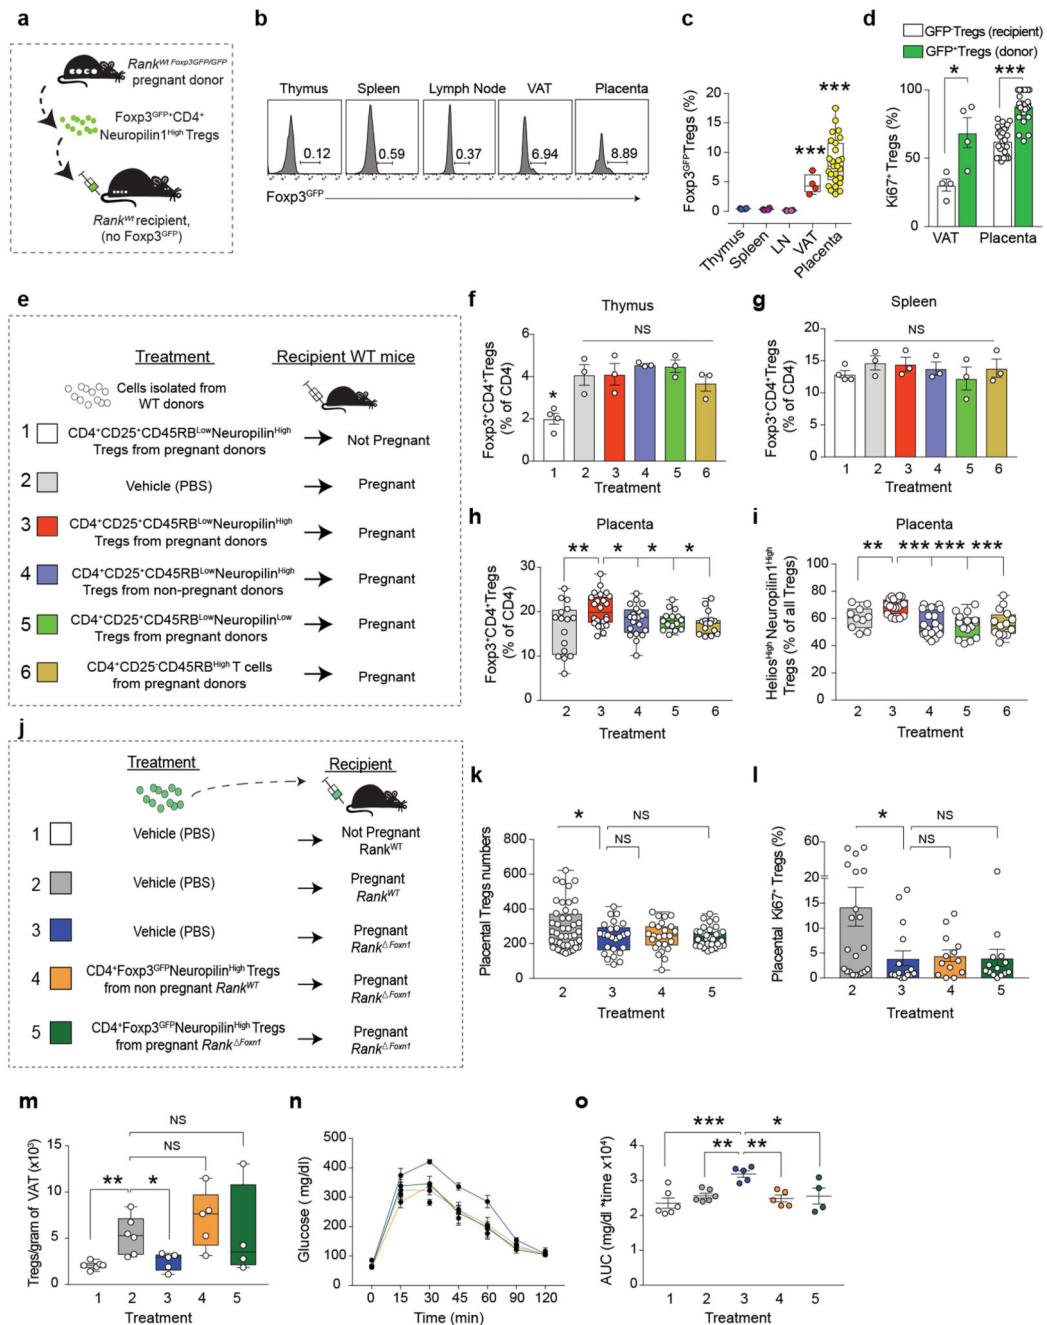 a
Rank^Wt Foxp3GFP/GFP
pregnant donor
Foxp3^GFP+CD4⁺
Neuropilin1^High Tregs
Rank^Wt recipient,
(no Foxp3^GFP)
b
Thymus Spleen Lymph Node VAT Placenta
0.12 0.59 0.37 6.94 8.89
Foxp3^GFP
c
Foxp3^GFP Tregs (%)
20
15
10
5
0
***
***
Thymus Spleen LN VAT Placenta
d
GFP⁻Tregs (recipient)
GFP⁺Tregs (donor)
* ***
Ki67⁺ Tregs (%)
100
50
0
VAT Placenta
e
Treatment Recipient WT mice
Cells isolated from
WT donors
1 CD4⁺CD25⁺CD45RB^Low Neuropilin^High
Tregs from pregnant donors
Not Pregnant
2 Vehicle (PBS) Pregnant
3 CD4⁺CD25⁺CD45RB^Low Neuropilin^High
Tregs from pregnant donors
Pregnant
4 CD4⁺CD25⁺CD45RB^Low Neuropilin^High
Tregs from non-pregnant donors
Pregnant
5 CD4⁺CD25⁺CD45RB^Low Neuropilin^Low
Tregs from pregnant donors
Pregnant
6 CD4⁺CD25⁻CD45RB^High T cells
from pregnant donors
Pregnant
f
Thymus
NS
*
Foxp3⁺CD4⁺Tregs
(% of CD4)
6
4
2
0
1 2 3 4 5 6
Treatment
g
Spleen
NS
Foxp3⁺CD4⁺Tregs
(% of CD4)
20
15
10
5
0
1 2 3 4 5 6
Treatment
h
Placenta
** * * *
Foxp3⁺CD4⁺Tregs
(% of CD4)
30
20
10
0
2 3 4 5 6
Treatment
i
Placenta
** *** *** ***
Helios^High Neuropilin1^High
Tregs (% of all Tregs)
100
80
60
40
20
0
2 3 4 5 6
Treatment
j
Treatment Recipient
1 Vehicle (PBS) Not Pregnant
Rank^WT
2 Vehicle (PBS) Pregnant
Rank^WT
3 Vehicle (PBS) Pregnant
Rank^ΔFoxn1
4 CD4+Foxp3^GFP Neuropilin^High Tregs
from non pregnant Rank^WT
Pregnant
Rank^ΔFoxn1
5 CD4⁺Foxp3^GFP Neuropilin^High Tregs
from pregnant Rank^ΔFoxn1
Pregnant
Rank^ΔFoxn1
k
* NS
NS
Placental Tregs numbers
800
600
400
200
0
2 3 4 5
Treatment
l
* NS
NS
Placental Ki67⁺ Tregs (%)
60
20
15
10
5
0
2 3 4 5
Treatment
m
NS
NS
** *
Tregs/gram of VAT (x10³)
15
10
5
0
1 2 3 4 5
Treatment
n
Glucose (mg/dl)
500
400
300
200
100
0
0 15 30 45 60 90 120
Time (min)
o
*** *
** **
AUC (mg/dl *time x10⁴)
4
3
2
1
0
1 2 3 4 5
Treatment